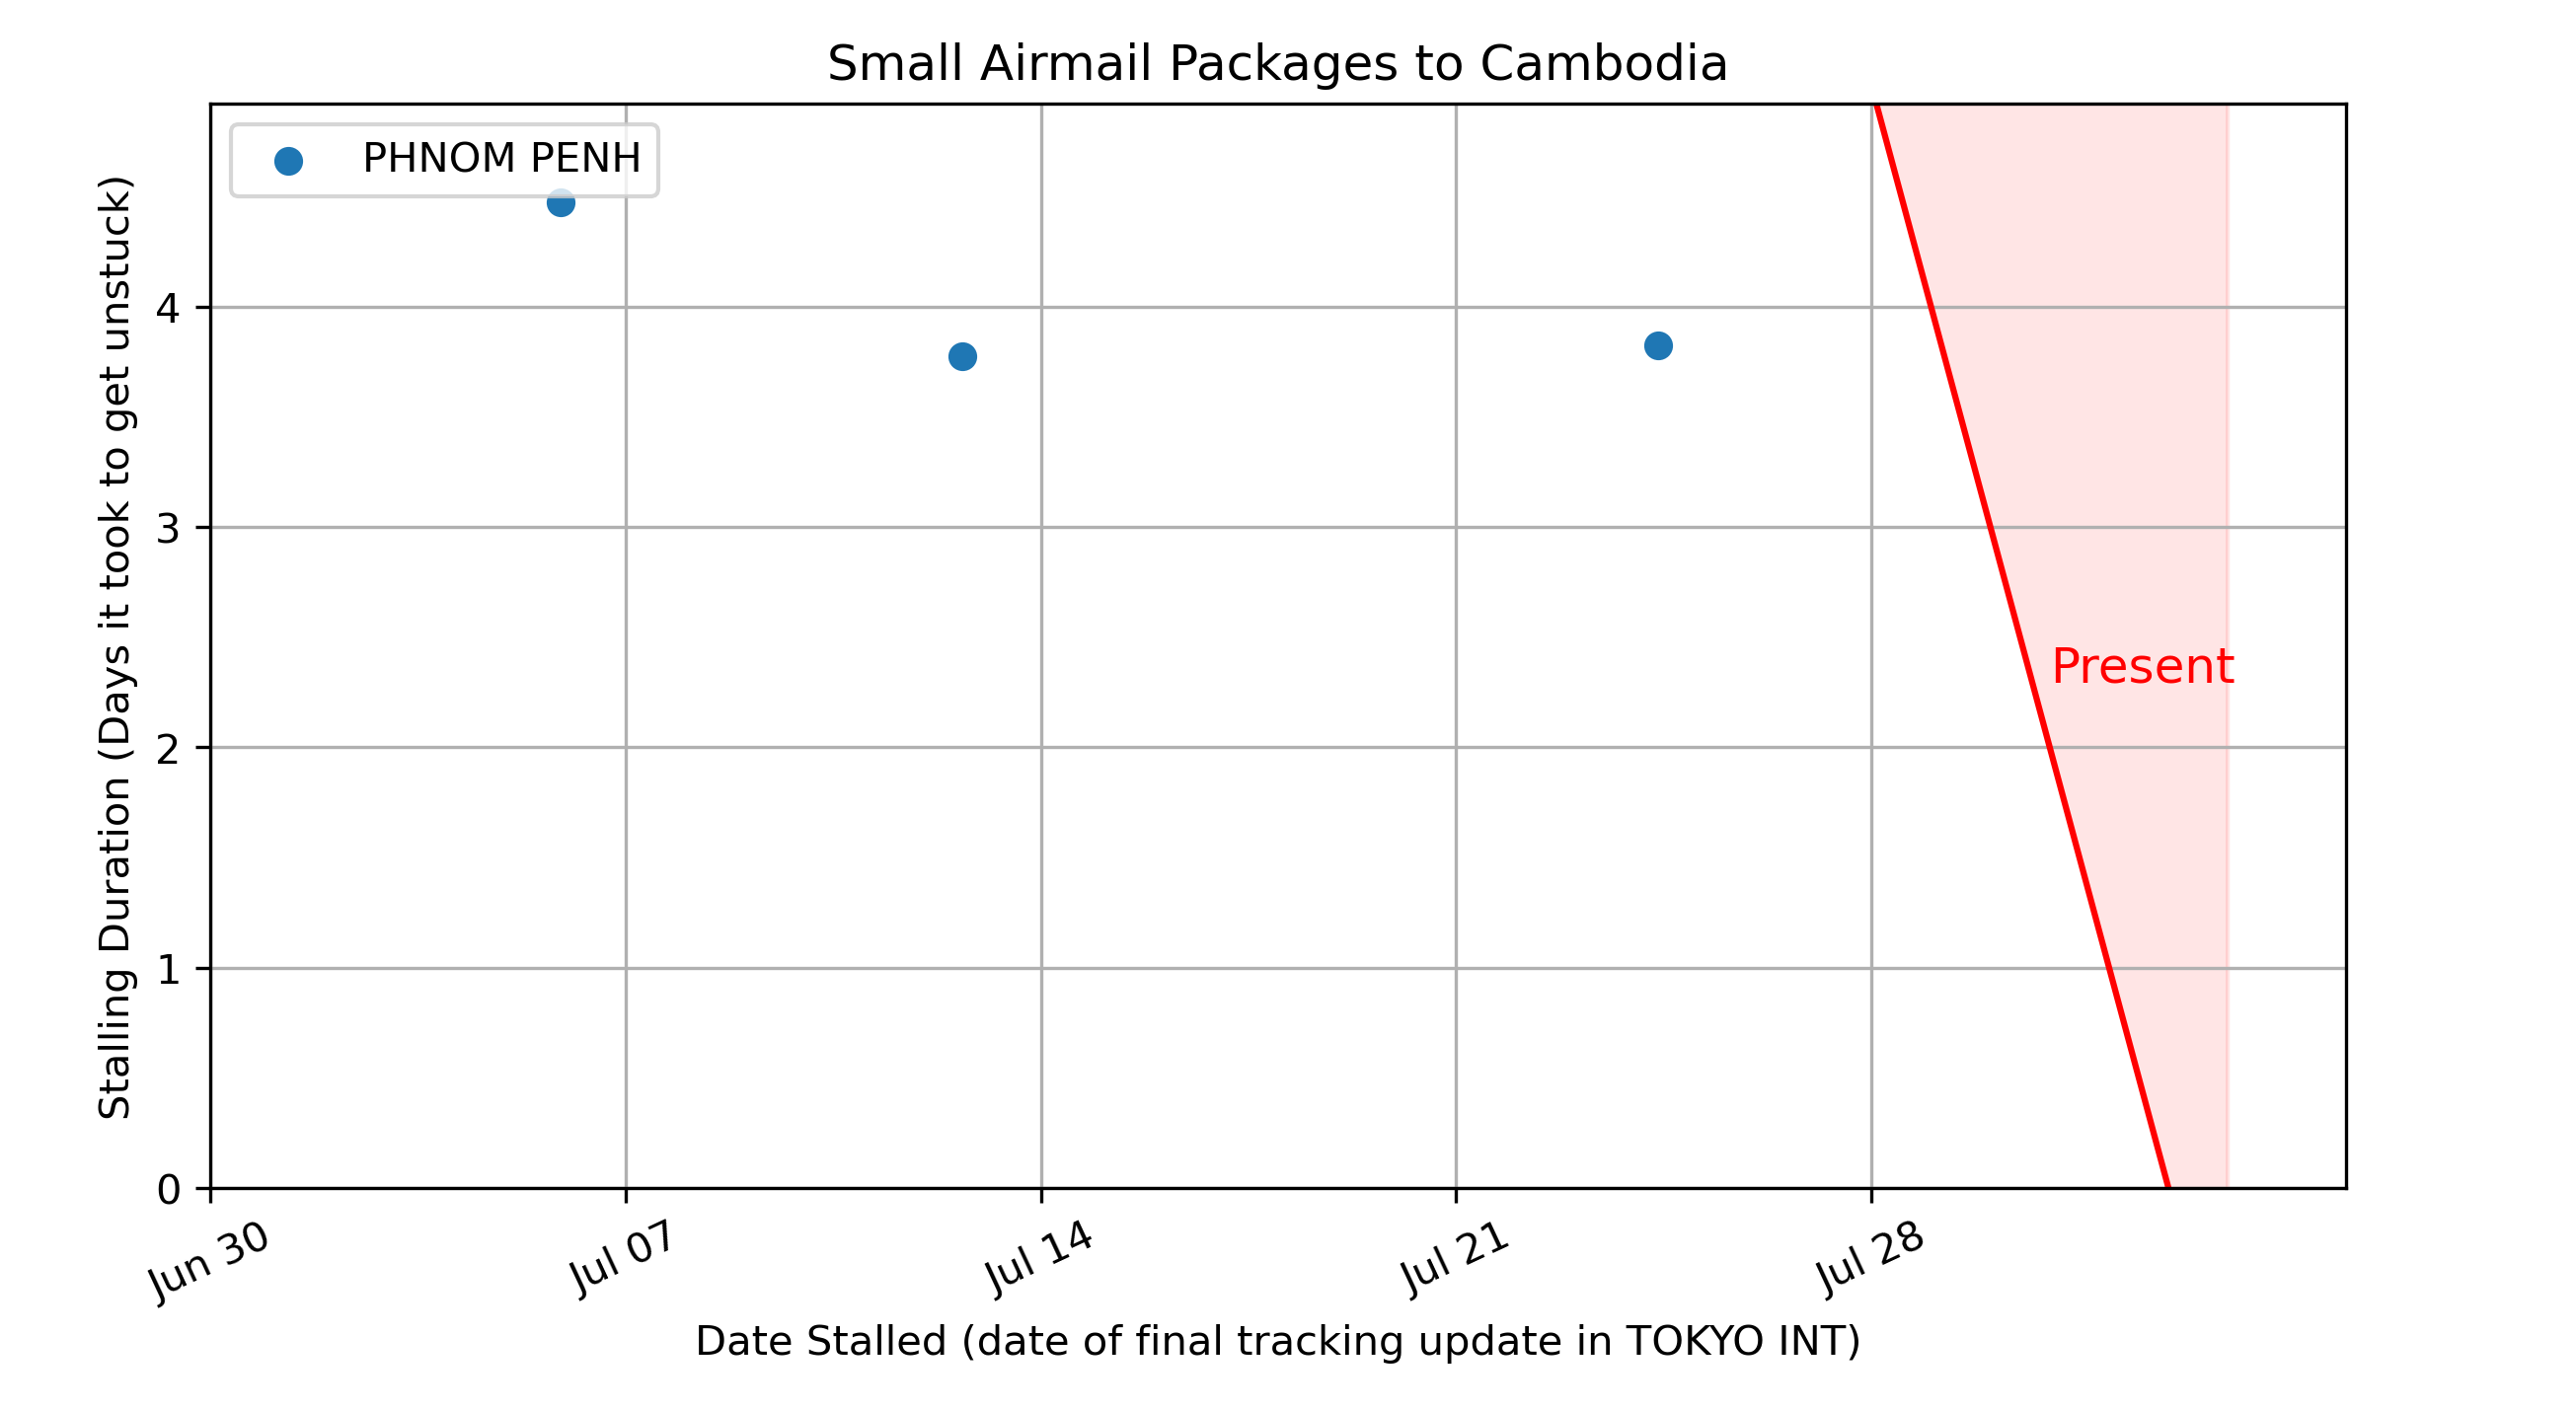 Small Airmail Packages to Cambodia
PHNOM PENH
Stalling Duration (Days it took to get unstuck)
4
3
2
1
0
Present
Jun 30
Jul 07
Jul 14
Jul 21
Jul 28
Date Stalled (date of final tracking update in TOKYO INT)